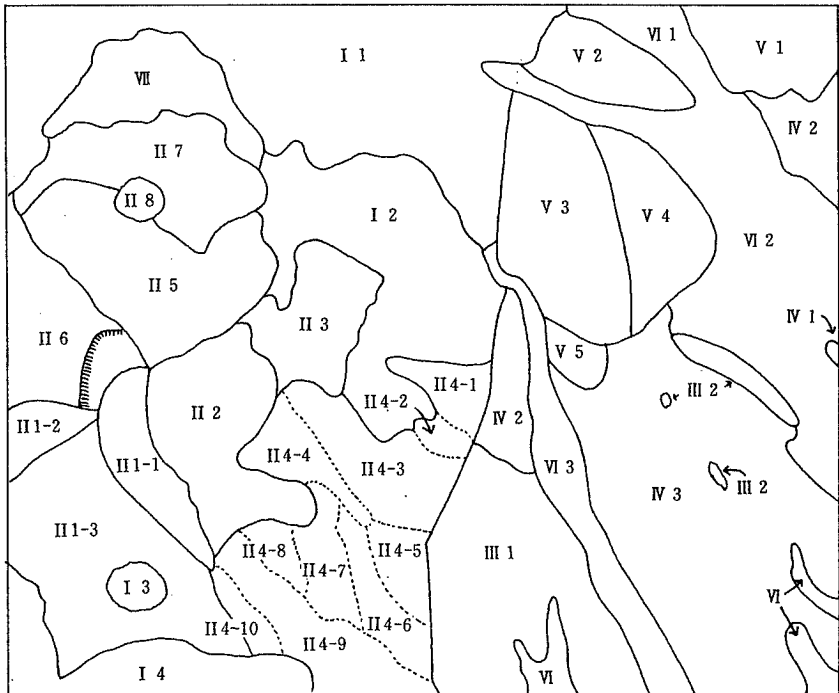 I 1
VI 1
V 1
V 2
VII
IV 2
II 7
II 8
I 2
V 3
V 4
VI 2
II 5
II 3
IV 1
II 6
V 5
II 4-1
III 2
II 4-2
II 2
IV 2
II 1-2
II 1-1
II 4-4
II 4-3
VI 3
IV 3
III 2
II 1-3
II 4-8
II 4-5
III 1
II 4-7
I 3
VI
II 4-10
II 4-6
II 4-9
I 4
VI